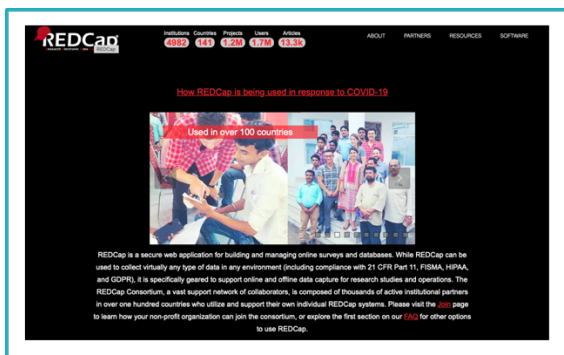 REDCap
REDCap
Institutions Countries Projects Users Articles
4982 141 1.2M 1.7M 13.3k
ABOUT PARTNERS RESOURCES SOFTWARE
How REDCap is being used in response to COVID-19
Used in over 100 countries
REDCap is a secure web application for building and managing online surveys and databases. While REDCap can be
used to collect virtually any type of data in any environment (including compliance with 21 CFR Part 11, FISMA, HIPAA,
and GDPR), it is specifically geared to support online and offline data capture for research studies and operations. The
REDCap Consortium, a vast support network of collaborators, is composed of thousands of active institutional partners
in over one hundred countries who utilize and support their own individual REDCap systems. Please visit the Join page
to learn how your non-profit organization can join the consortium, or explore the first section on our FAQ for other options
to use REDCap.